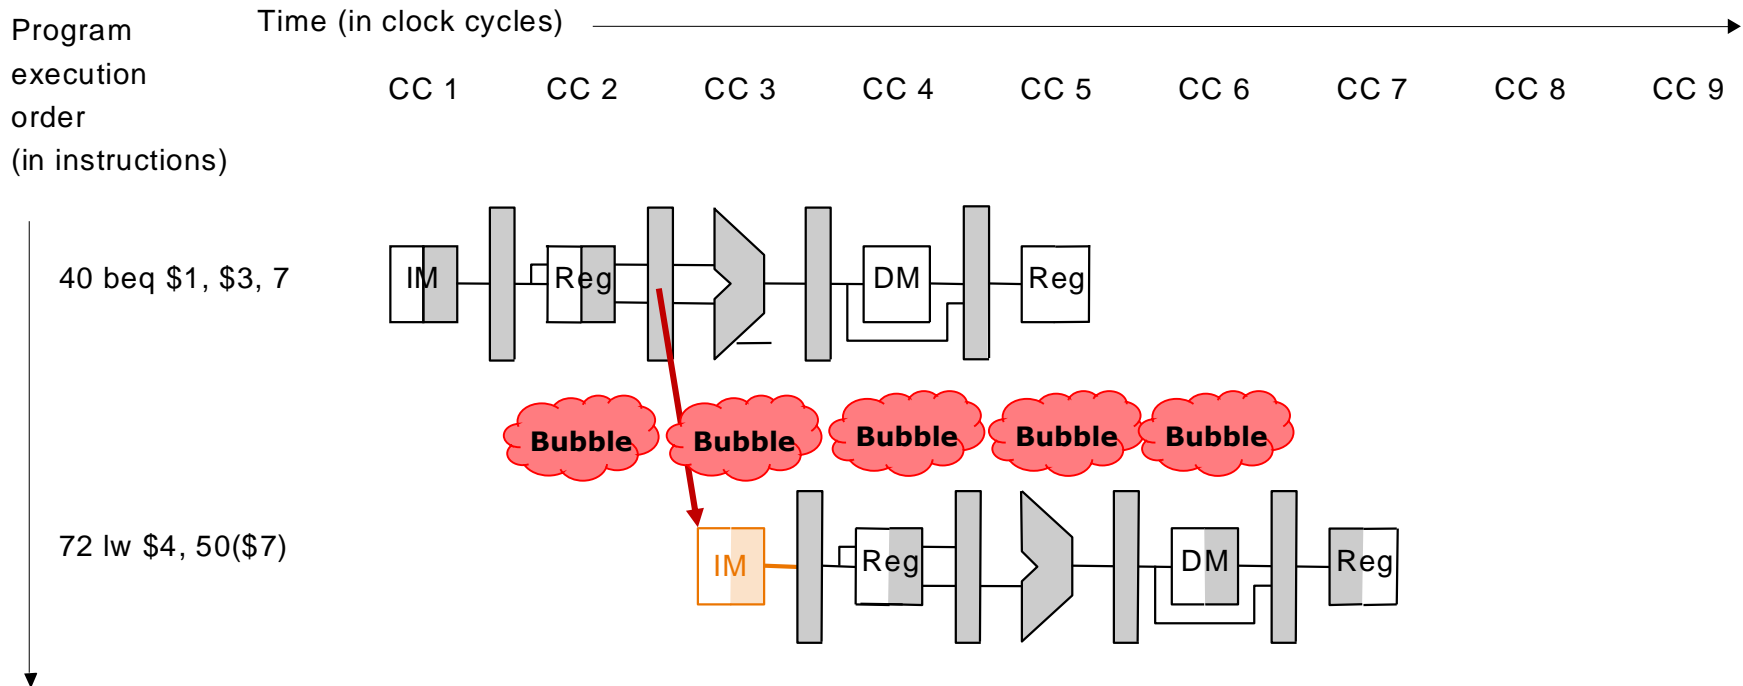 Program
execution
order
(in instructions)
Time (in clock cycles)
CC 1 CC 2 CC 3 CC 4 CC 5 CC 6 CC 7 CC 8 CC 9
40 beq $1, $3, 7
IM Reg DM Reg
Bubble Bubble Bubble Bubble Bubble
72 lw $4, 50($7)
IM Reg DM Reg